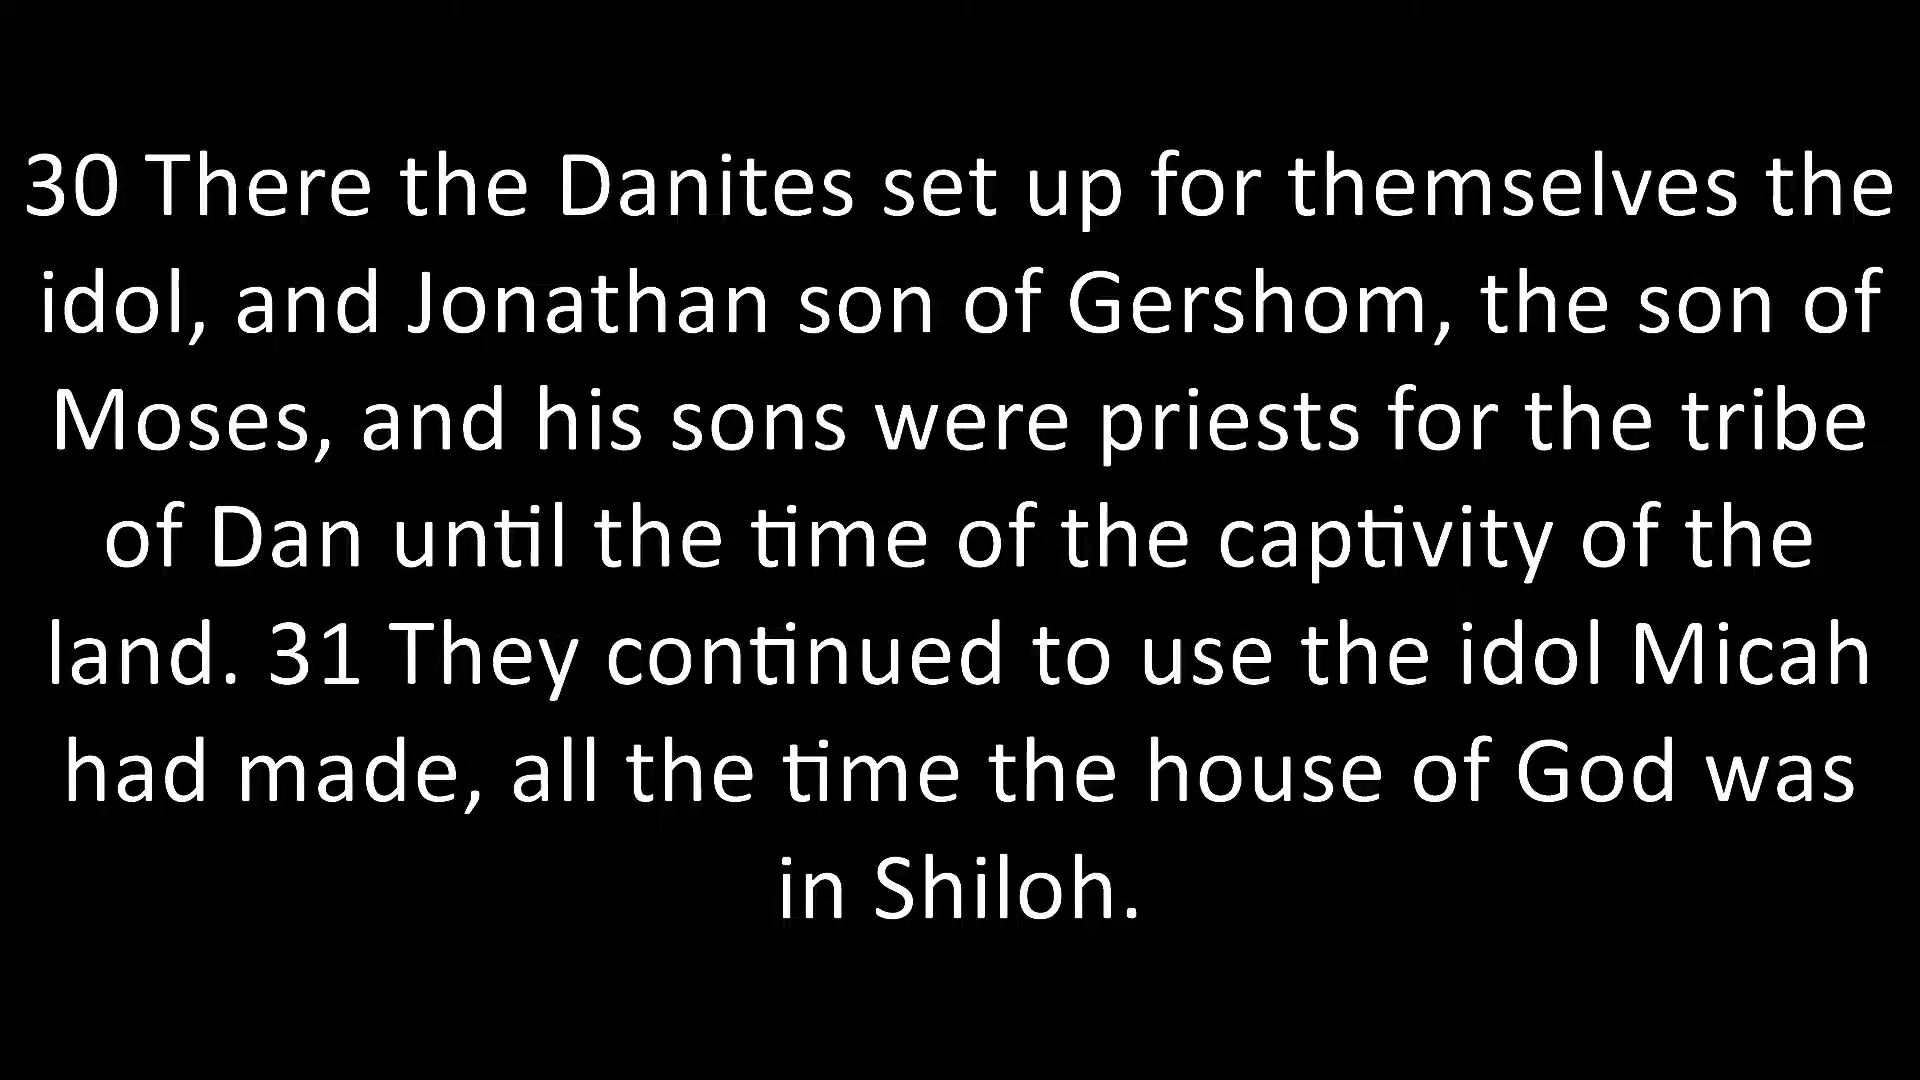 30 There the Danites set up for themselves the
idol, and Jonathan son of Gershom, the son of
Moses, and his sons were priests for the tribe
of Dan until the time of the captivity of the
land. 31 They continued to use the idol Micah
had made, all the time the house of God was
in Shiloh.